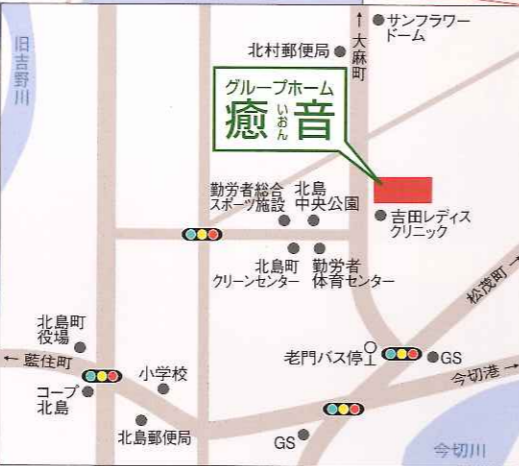 旧吉野川
↑大麻町
サンフラワー
ドーム
北村郵便局
グループホーム
癒音
いおん
勤労者総合
スポーツ施設
北島
中央公園
吉田レディス
クリニック
北島町
クリーンセンター
勤労者
体育センター
松茂町→
北島町
役場
←藍住町
老門バス停
GS
今切港→
コープ
北島
小学校
北島郵便局
GS
今切川